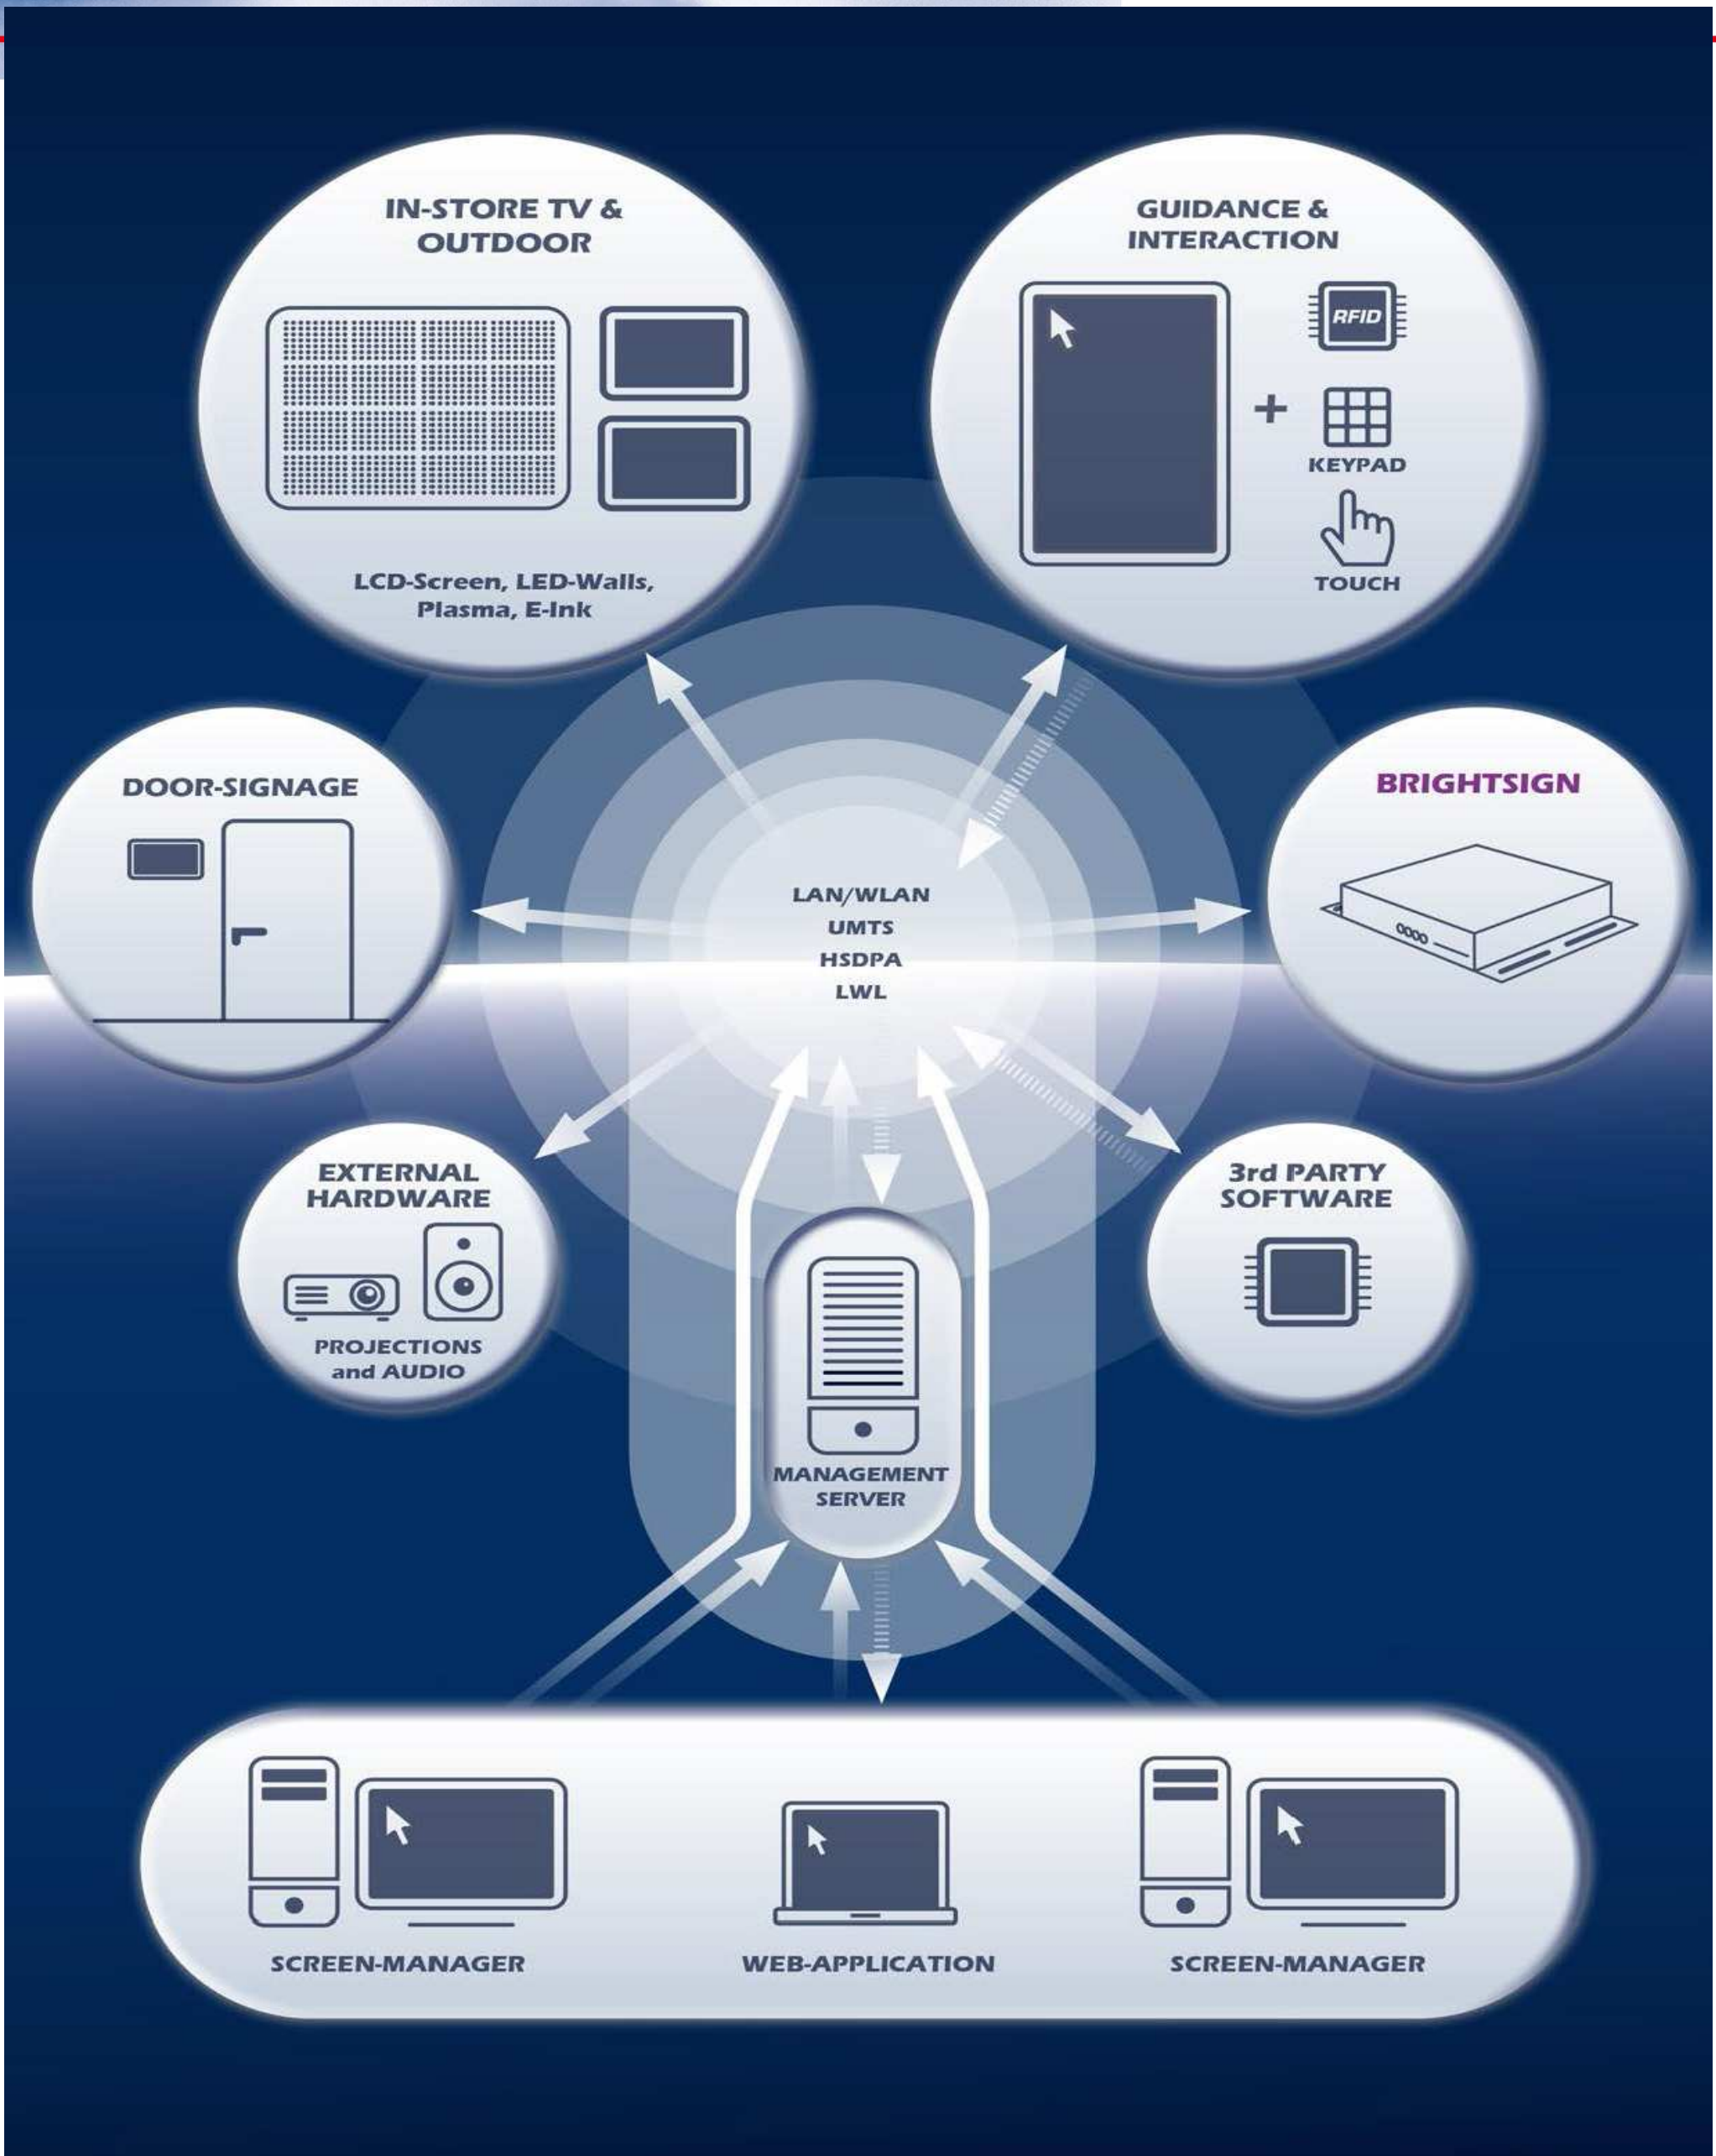 IN-STORE TV &
OUTDOOR
LCD-Screen, LED-Walls,
Plasma, E-Ink
GUIDANCE &
INTERACTION
RFID
+
KEYPAD
TOUCH
DOOR-SIGNAGE
BRIGHTSIGN
LAN/WLAN
UMTS
HSDPA
LWL
EXTERNAL
HARDWARE
PROJECTIONS
and AUDIO
3rd PARTY
SOFTWARE
MANAGEMENT
SERVER
SCREEN-MANAGER
WEB-APPLICATION
SCREEN-MANAGER